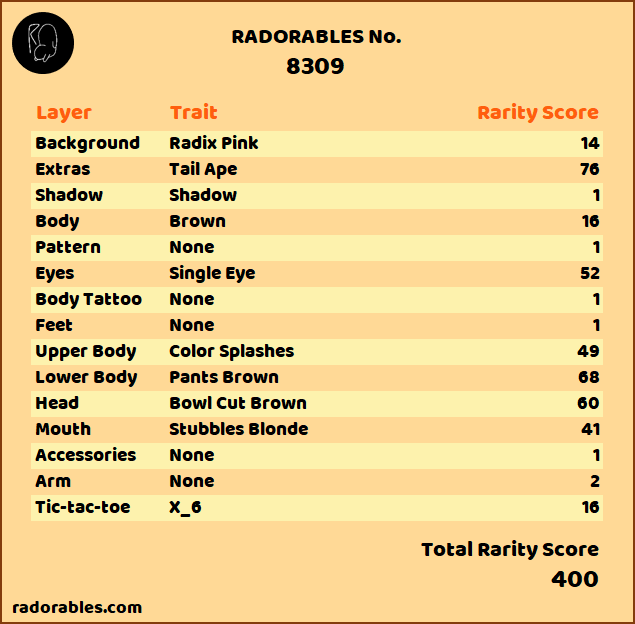 RADORABLES No.
8309
Layer Trait Rarity Score
Background Radix Pink 14
Extras Tail Ape 76
Shadow Shadow 1
Body Brown 16
Pattern None 1
Eyes Single Eye 52
Body Tattoo None 1
Feet None 1
Upper Body Color Splashes 49
Lower Body Pants Brown 68
Head Bowl Cut Brown 60
Mouth Stubbles Blonde 41
Accessories None 1
Arm None 2
Tic-tac-toe X_6 16
Total Rarity Score
400
radorables.com